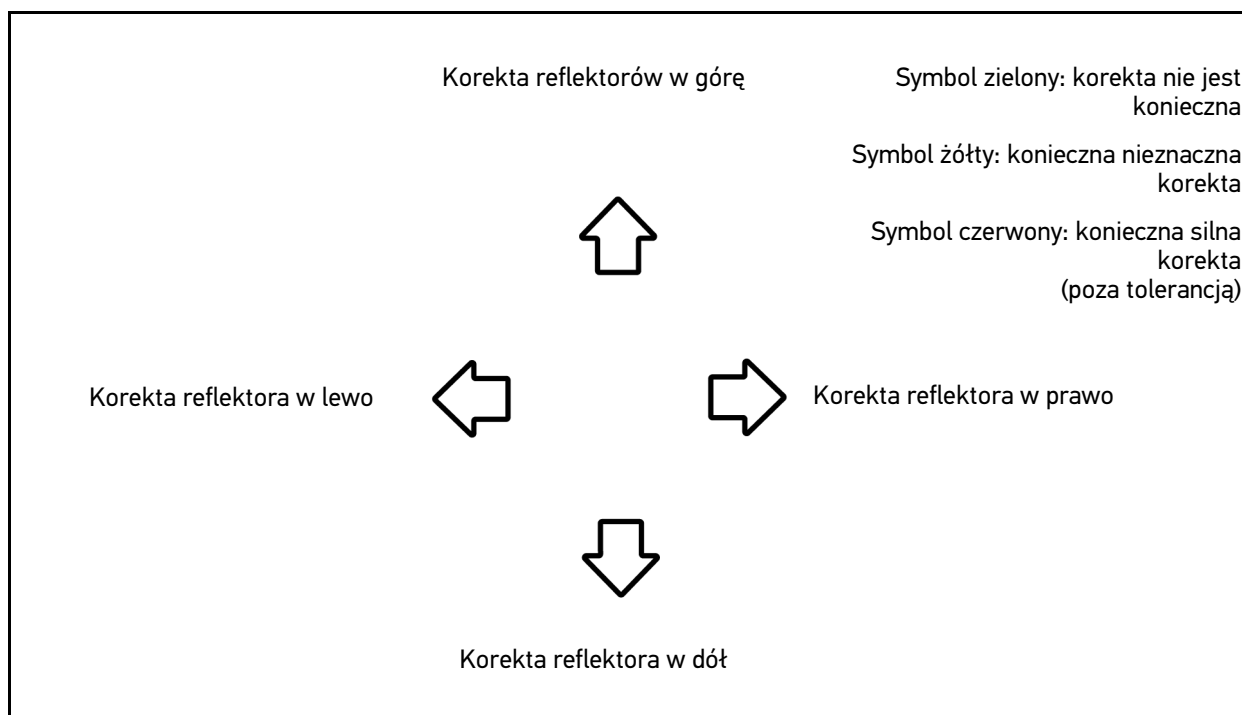 Korekta reflektorów w górę
Symbol zielony: korekta nie jest
konieczna
Symbol żółty: konieczna nieznaczna
korekta
Symbol czerwony: konieczna silna
korekta
(poza tolerancją)
Korekta reflektora w lewo
Korekta reflektora w prawo
Korekta reflektora w dół